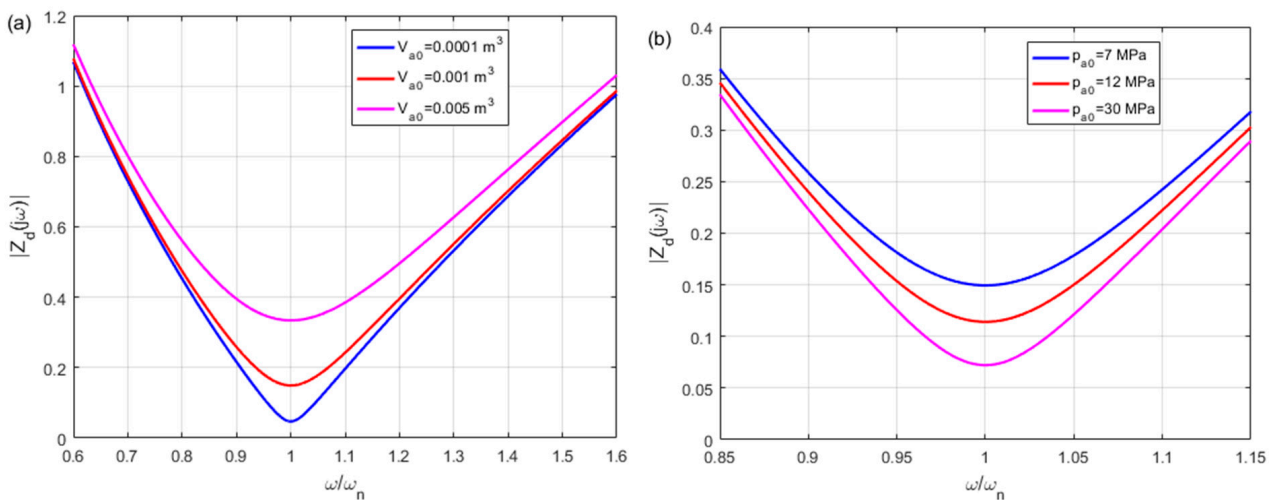 (a)
1.2
1
0.8
0.6
0.4
0.2
0
|Z_d(jω)|
V_a0=0.0001 m³
V_a0=0.001 m³
V_a0=0.005 m³
0.6 0.7 0.8 0.9 1 1.1 1.2 1.3 1.4 1.5 1.6
ω/ω_n
(b)
0.4
0.35
0.3
0.25
0.2
0.15
0.1
0.05
0
|Z_d(jω)|
p_a0=7 MPa
p_a0=12 MPa
p_a0=30 MPa
0.85 0.9 0.95 1 1.05 1.1 1.15
ω/ω_n